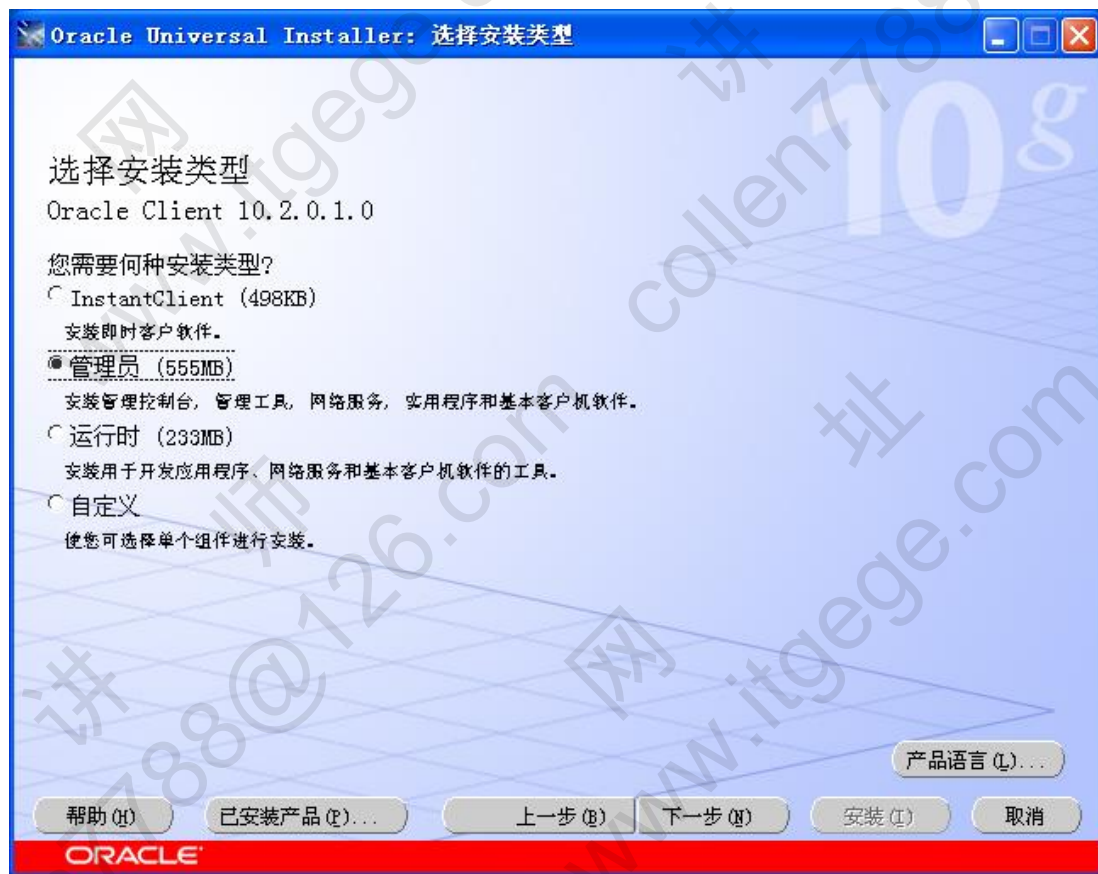 Oracle Universal Installer: 选择安装类型
10g
选择安装类型
Oracle Client 10.2.0.1.0
您需要何种安装类型?
InstantClient (498KB)
安装即时客户软件。
管理员 (555MB)
安装管理控制台, 管理工具, 网络服务, 实用程序和基本客户机软件。
运行时 (233MB)
安装用于开发应用程序、网络服务和基本客户机软件的工具。
自定义
使您可选择单个组件进行安装。
产品语言(L)...
帮助(H) 已安装产品(P)... 上一步(B) 下一步(N) 安装(I) 取消
ORACLE